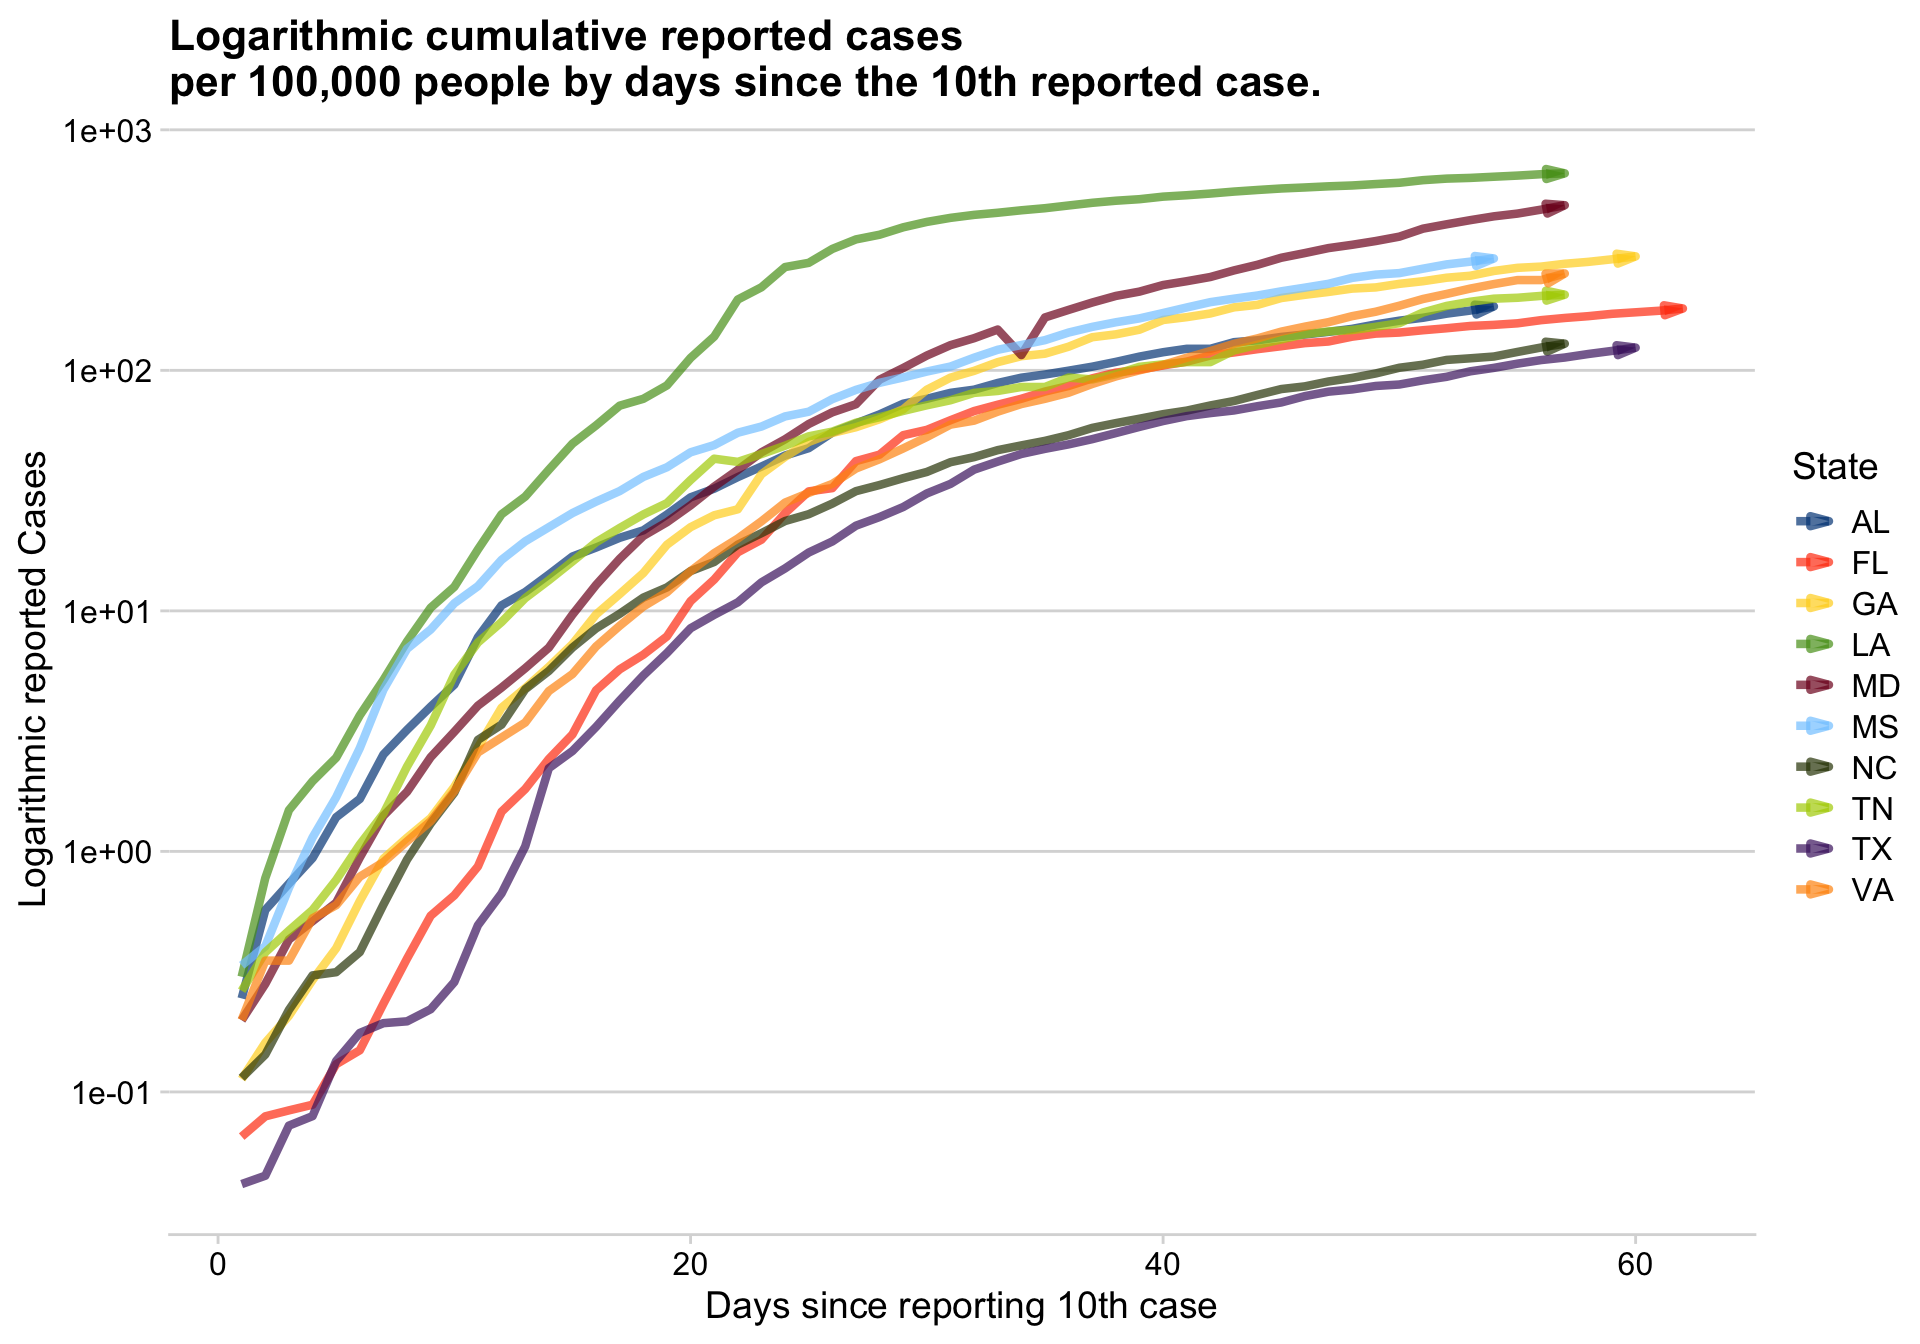 Logarithmic cumulative reported cases
per 100,000 people by days since the 10th reported case.
1e+03
1e+02
1e+01
1e+00
1e-01
Logarithmic reported Cases
0
20
40
60
Days since reporting 10th case
State
AL
FL
GA
LA
MD
MS
NC
TN
TX
VA